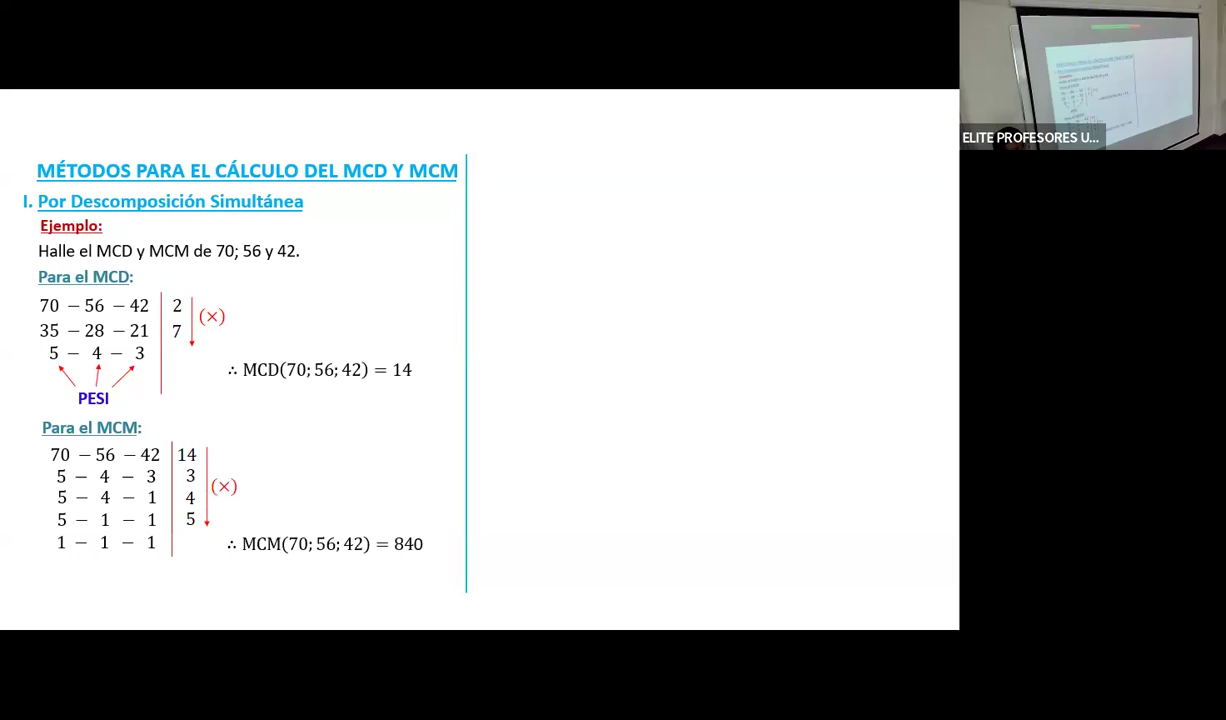 MÉTODOS PARA EL CÁLCULO DEL MCD Y MCM
I. Por Descomposición Simultánea
Ejemplo:
Halle el MCD y MCM de 70; 56 y 42.
Para el MCD:
70 − 56 − 42 | 2
35 − 28 − 21 | 7
(×)
5 − 4 − 3
∴ MCD(70; 56; 42) = 14
PESI
Para el MCM:
70 − 56 − 42 | 14
5 − 4 − 3 | 3
(×)
5 − 4 − 1 | 4
5 − 1 − 1 | 5
1 − 1 − 1
∴ MCM(70; 56; 42) = 840
ELITE PROFESORES U...